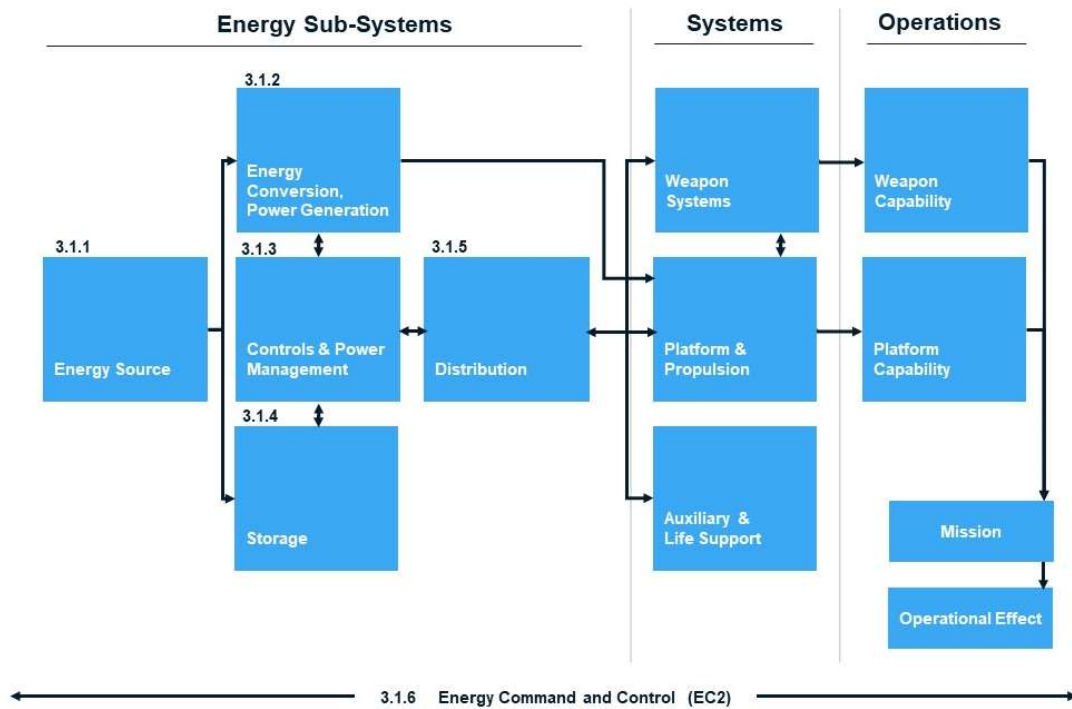 Energy Sub-Systems
Systems
Operations
3.1.2
Energy
Conversion,
Power Generation
Weapon
Systems
Weapon
Capability
3.1.1
Energy Source
3.1.3
Controls & Power
Management
3.1.5
Distribution
Platform &
Propulsion
Platform
Capability
3.1.4
Storage
Auxiliary &
Life Support
Mission
Operational Effect
3.1.6 Energy Command and Control (EC2)